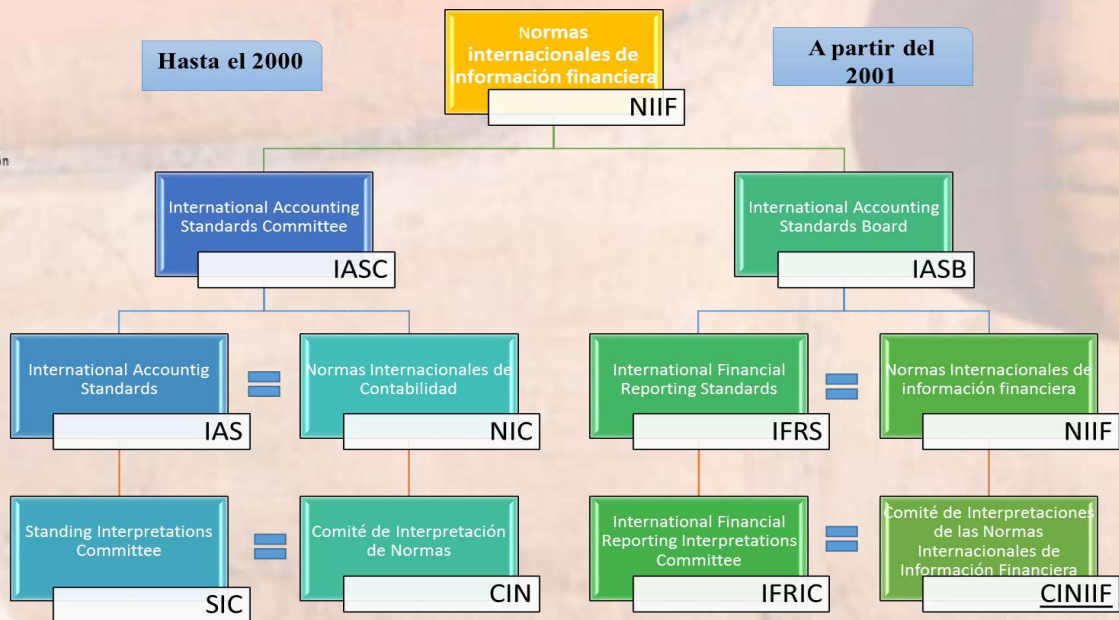 Hasta el 2000
Normas
internacionales de
información financiera
NIIF
A partir del
2001
International Accounting
Standards Committee
IASC
International Accounting
Standards Board
IASB
International Accountig
Standards
IAS
Normas Internacionales de
Contabilidad
NIC
International Financial
Reporting Standards
IFRS
Normas Internacionales de
información financiera
NIIF
Standing Interpretations
Committee
SIC
Comité de Interpretación
de Normas
CIN
International Financial
Reporting Interpretations
Committee
IFRIC
Comité de Interpretaciones
de las Normas
Internacionales de
Información Financiera
CINIIF